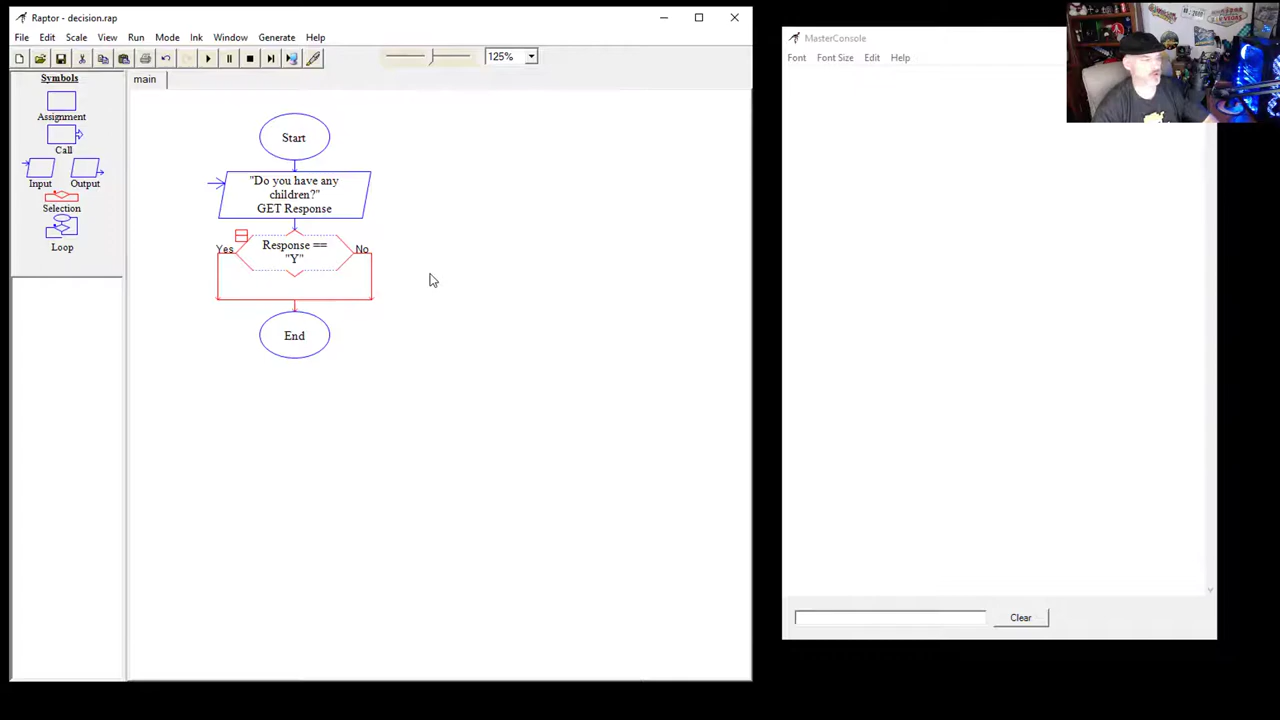 Raptor - decision.rap
File Edit Scale View Run Mode Ink Window Generate Help
125%
Symbols
Assignment
Call
Input Output
Selection
Loop
main
Start
"Do you have any
children?"
GET Response
Yes
Response ==
"Y"
No
End
MasterConsole
Font Font Size Edit Help
Clear